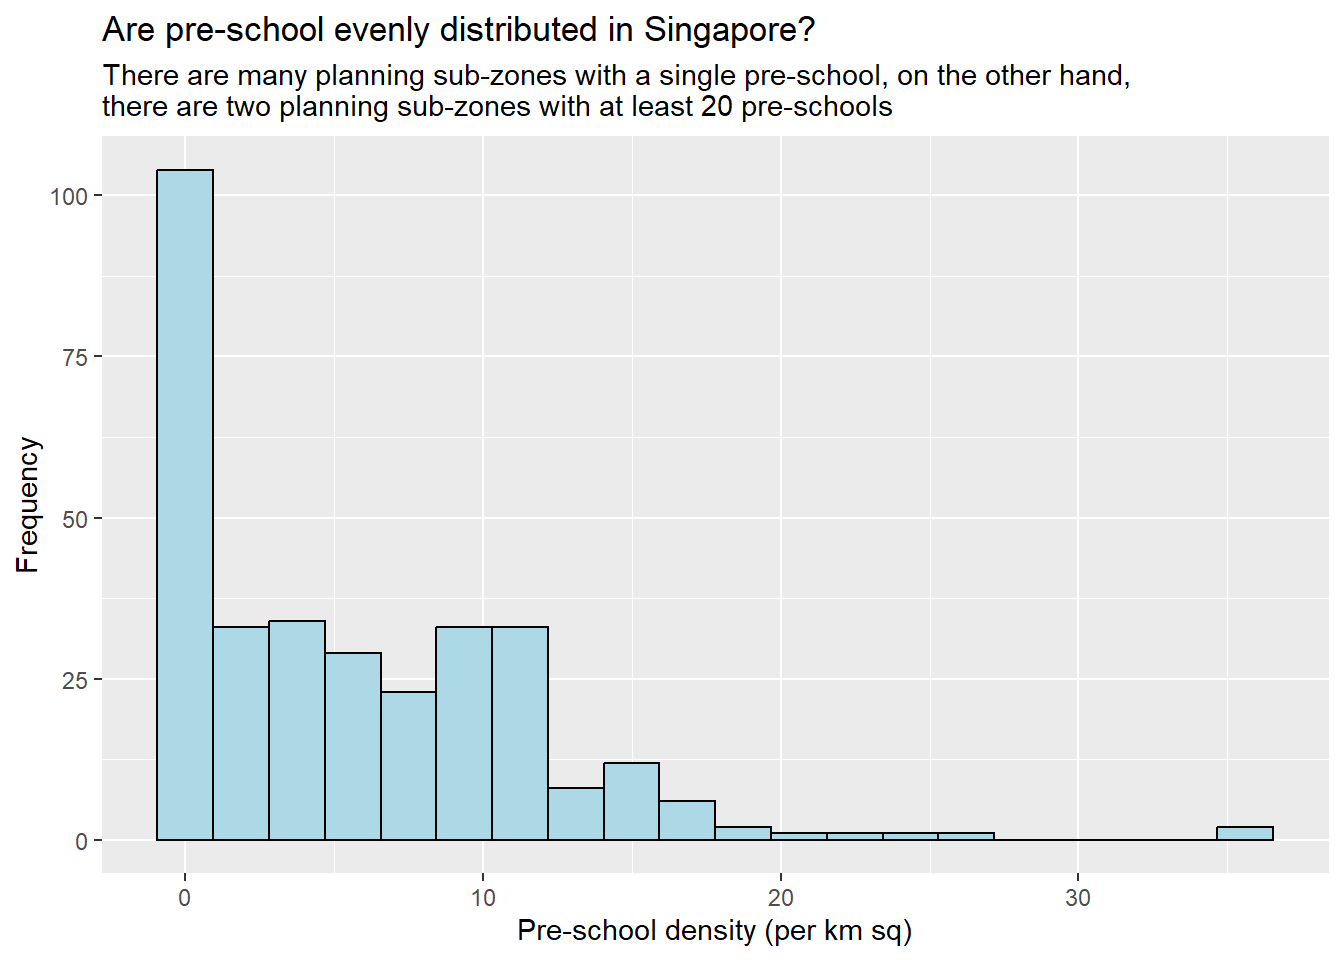 Are pre-school evenly distributed in Singapore?
There are many planning sub-zones with a single pre-school, on the other hand,
there are two planning sub-zones with at least 20 pre-schools
100
75
50
25
0
Frequency
0 10 20 30
Pre-school density (per km sq)